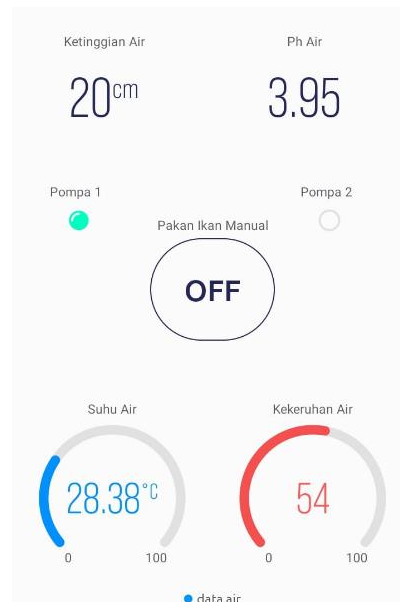 Ketinggian Air
Ph Air
20cm
3.95
Pompa 1
Pompa 2
Pakan Ikan Manual
OFF
Suhu Air
Kekeruhan Air
28.38°C
54
0
100
0
100
data air